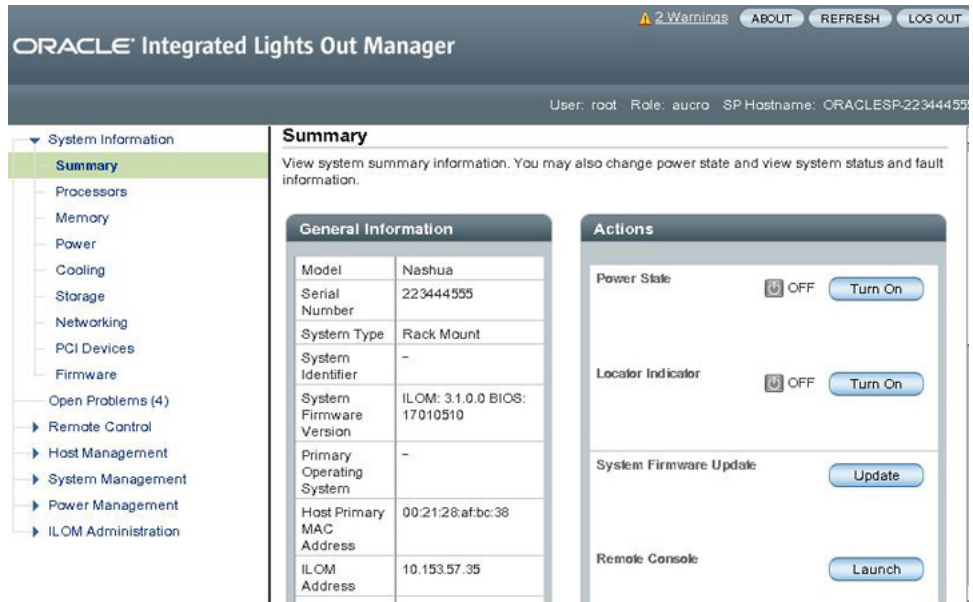 2 Warnings ABOUT REFRESH LOG OUT
ORACLE Integrated Lights Out Manager
User: root Role: aucro SP Hostname: ORACLESP-223444555
System Information
Summary
Processors
Memory
Power
Cooling
Storage
Networking
PCI Devices
Firmware
Open Problems (4)
Remote Control
Host Management
System Management
Power Management
ILOM Administration
Summary
View system summary information. You may also change power state and view system status and fault
information.
General Information
Model Nashua
Serial
Number 223444555
System Type Rack Mount
System
Identifier –
System
Firmware
Version ILOM: 3.1.0.0 BIOS:
17010510
Primary
Operating
System –
Host Primary
MAC
Address 00:21:28:af:bc:38
ILOM
Address 10.153.57.35
Actions
Power State OFF Turn On
Locator Indicator OFF Turn On
System Firmware Update Update
Remote Console Launch